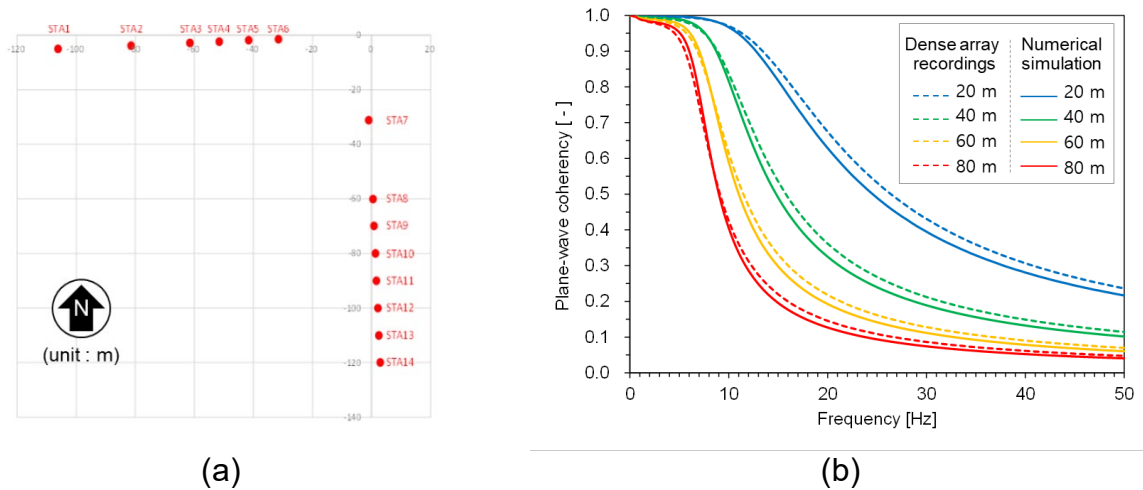 STA1 STA2 STA3 STA4 STA5 STA6
-120 -100 -80 -60 -40 -20 0 20
-20
STA7
-40
-60 STA8
STA9
-80 STA10
STA11
-100 STA12
STA13
-120 STA14
-140
N
(unit : m)
(a)
Plane-wave coherency [ - ]
1.0
0.9
0.8
0.7
0.6
0.5
0.4
0.3
0.2
0.1
0.0
0 10 20 30 40 50
Frequency [Hz]
Dense array Numerical
recordings simulation
20 m 20 m
40 m 40 m
60 m 60 m
80 m 80 m
(b)